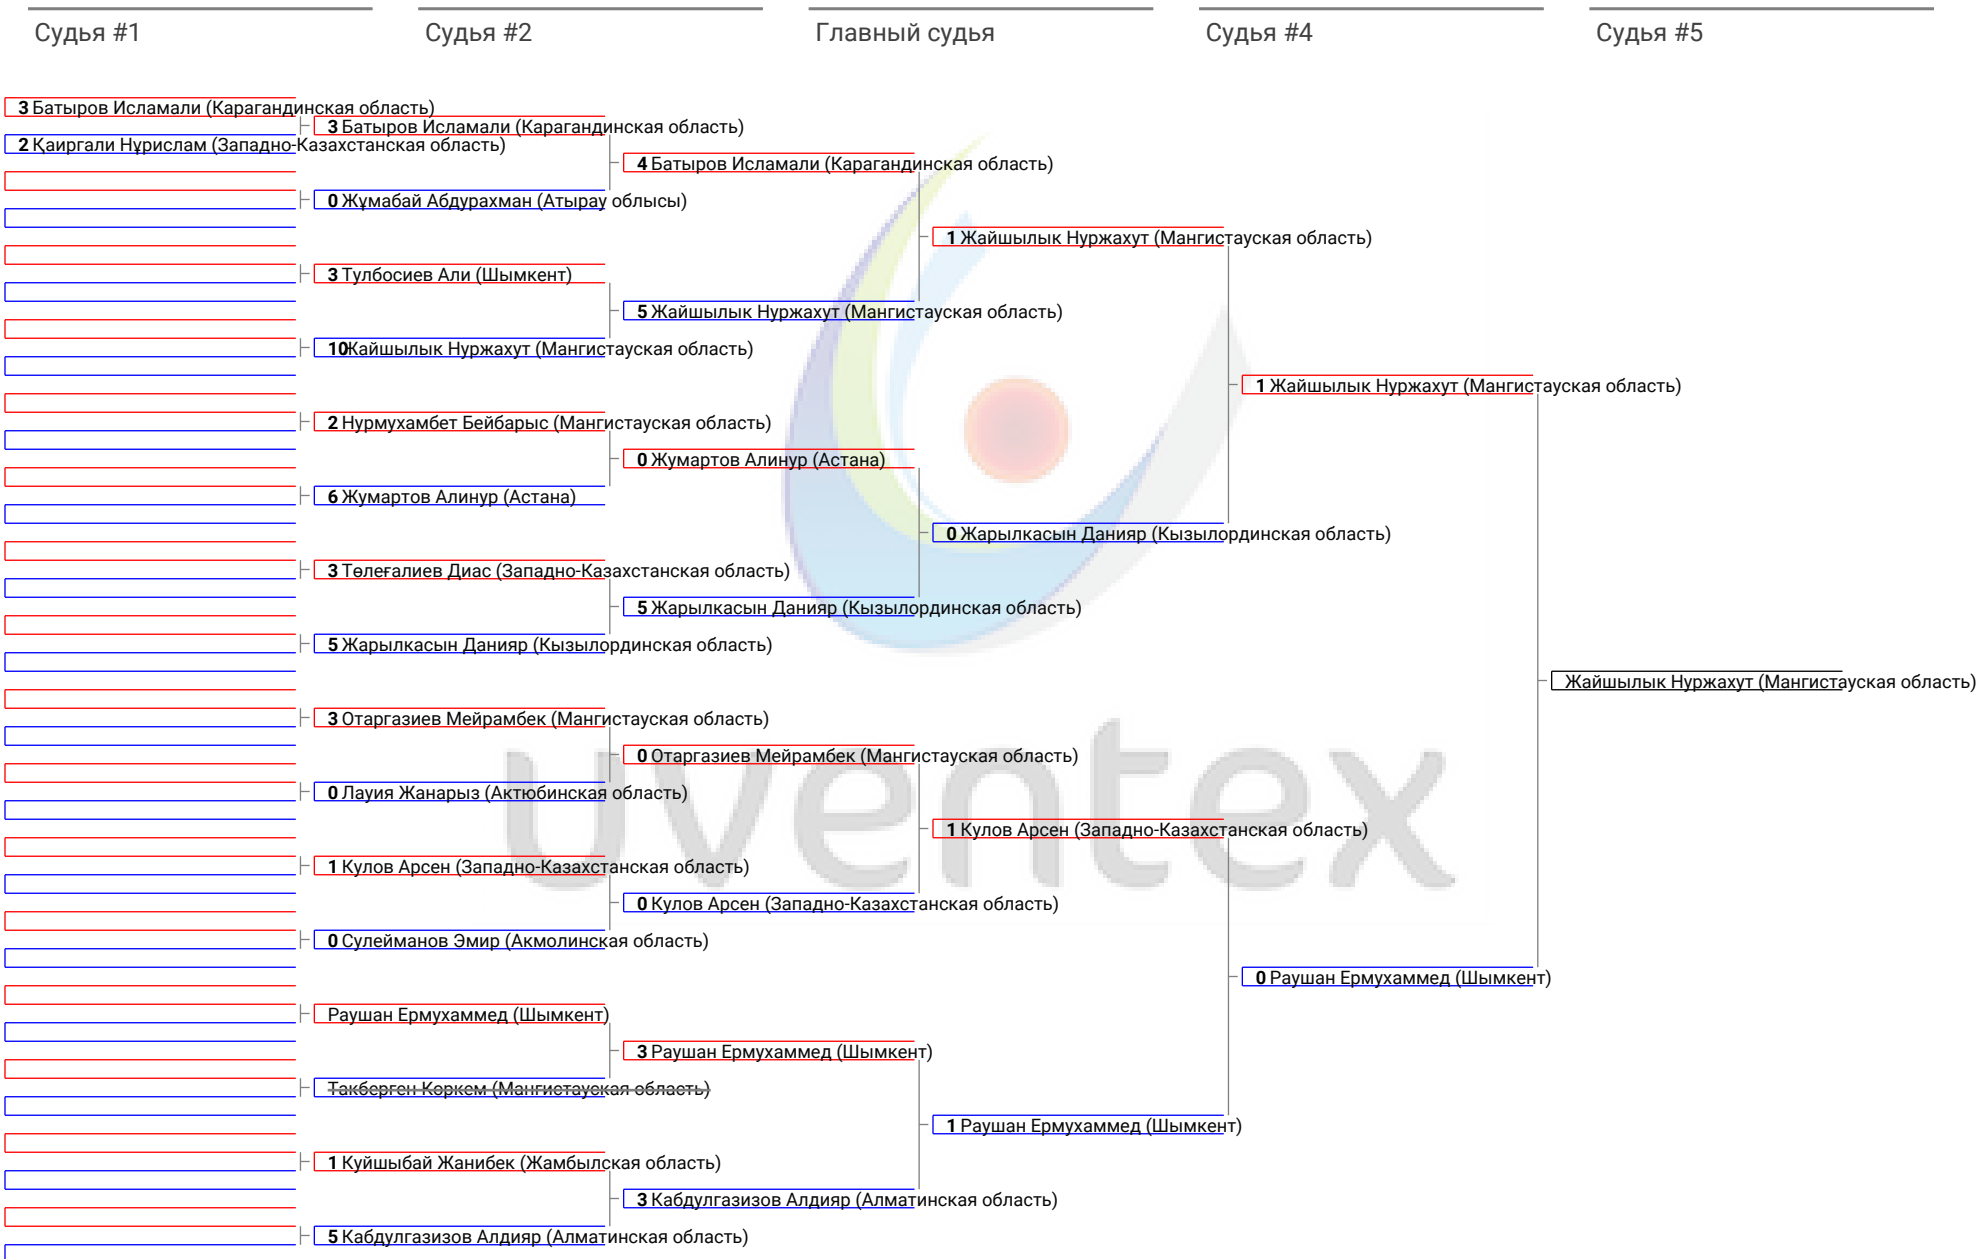 Судья #1 Судья #2 Главный судья Судья #4 Судья #5
3 Батыров Исламали (Карагандинская область)
3 Батыров Исламали (Карагандинская область)
2 Қаиргали Нұрислам (Западно-Казахстанская область)
4 Батыров Исламали (Карагандинская область)
0 Жұмабай Абдурахман (Атырау облысы)
1 Жайшылык Нуржахут (Мангистауская область)
3 Тулбосиев Али (Шымкент)
5 Жайшылык Нуржахут (Мангистауская область)
10 Жайшылык Нуржахут (Мангистауская область)
1 Жайшылык Нуржахут (Мангистауская область)
2 Нурмухамбет Бейбарыс (Мангистауская область)
0 Жумартов Алинур (Астана)
6 Жумартов Алинур (Астана)
0 Жарылкасын Данияр (Кызылординская область)
3 Төлеғалиев Диас (Западно-Казахстанская область)
5 Жарылкасын Данияр (Кызылординская область)
5 Жарылкасын Данияр (Кызылординская область)
Жайшылык Нуржахут (Мангистауская область)
3 Отаргазиев Мейрамбек (Мангистауская область)
0 Отаргазиев Мейрамбек (Мангистауская область)
0 Лауия Жанарыз (Актюбинская область)
uventex
1 Кулов Арсен (Западно-Казахстанская область)
1 Кулов Арсен (Западно-Казахстанская область)
0 Кулов Арсен (Западно-Казахстанская область)
0 Сулейманов Эмир (Акмолинская область)
0 Раушан Ермухаммед (Шымкент)
Раушан Ермухаммед (Шымкент)
3 Раушан Ермухаммед (Шымкент)
Такберген Коркем (Мангистауская область)
1 Раушан Ермухаммед (Шымкент)
1 Куйшыбай Жанибек (Жамбылская область)
3 Кабдулгазизов Алдияр (Алматинская область)
5 Кабдулгазизов Алдияр (Алматинская область)